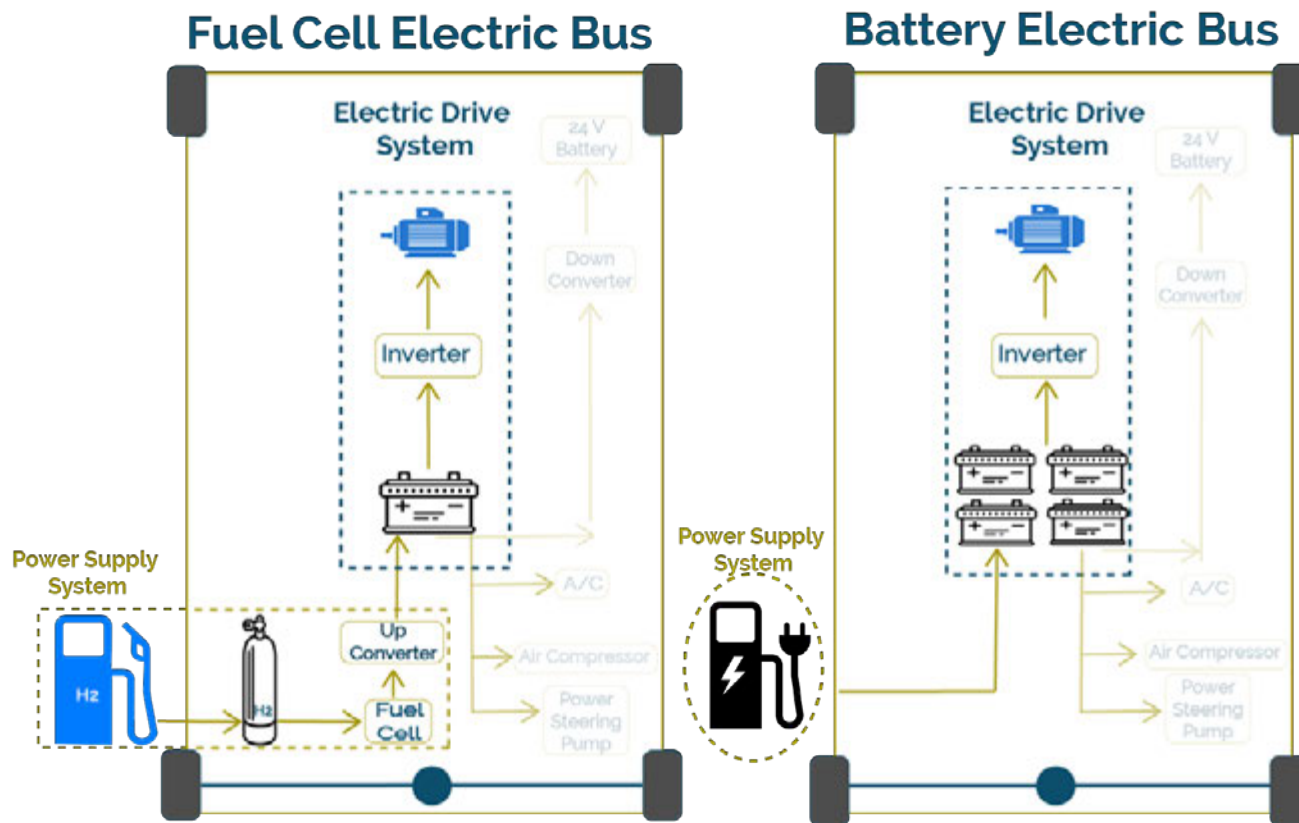 Fuel Cell Electric Bus
Electric Drive
System
24 V
Battery
Down
Converter
Inverter
Power Supply
System
H2
H2
Up
Converter
Fuel
Cell
A/C
Air Compressor
Power
Steering
Pump
Battery Electric Bus
Electric Drive
System
24 V
Battery
Down
Converter
Inverter
Power Supply
System
A/C
Air Compressor
Power
Steering
Pump